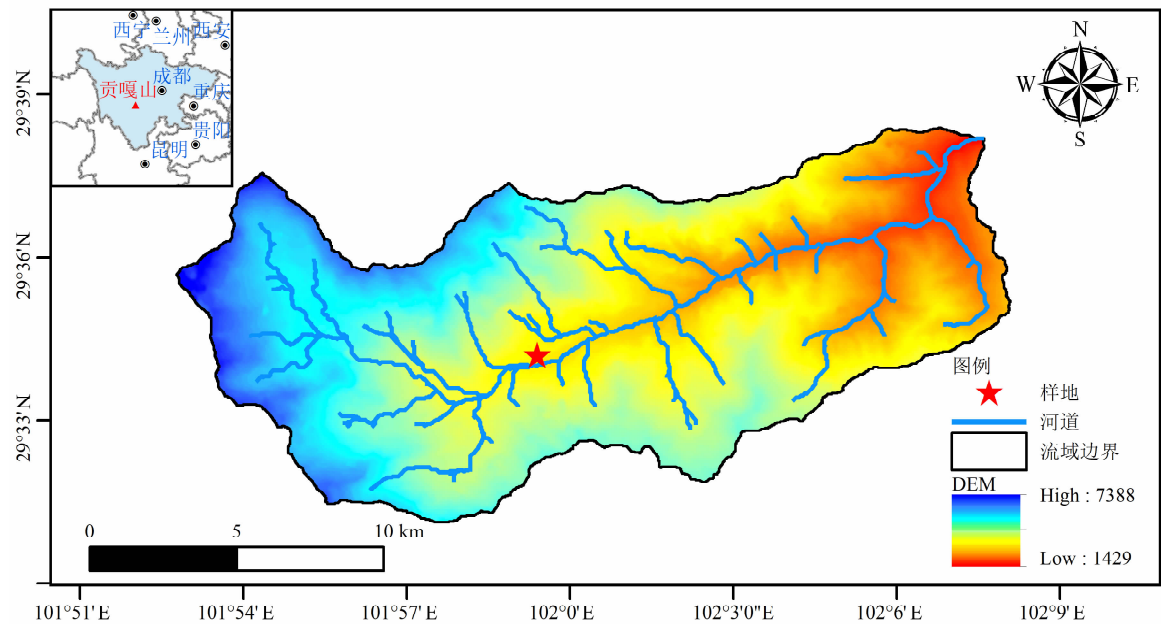 西宁
兰州
西安
成都
贡嘎山
重庆
贵阳
昆明
N
W
E
S
29°39'N
29°36'N
29°33'N
图例
样地
河道
流域边界
DEM
High : 7388
Low : 1429
0
5
10 km
101°51'E
101°54'E
101°57'E
102°0'E
102°3'E
102°6'E
102°9'E